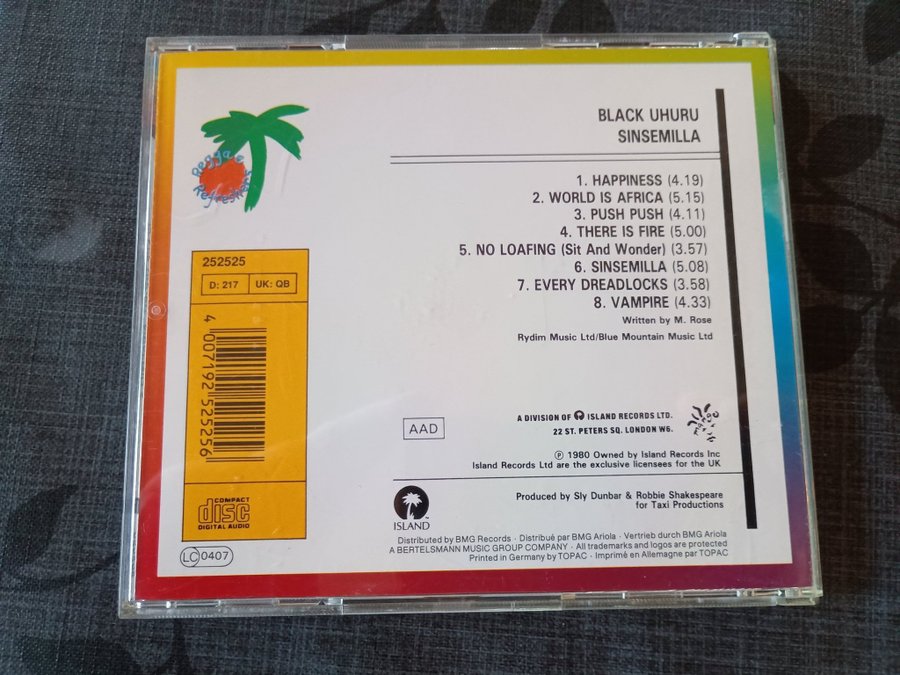 Reggae Refreshers
BLACK UHURU
SINSEMILLA
1. HAPPINESS (4.19)
2. WORLD IS AFRICA (5.15)
3. PUSH PUSH (4.11)
4. THERE IS FIRE (5.00)
5. NO LOAFING (Sit And Wonder) (3.57)
6. SINSEMILLA (5.08)
7. EVERY DREADLOCKS (3.58)
8. VAMPIRE (4.33)
Written by M. Rose
Rydim Music Ltd/Blue Mountain Music Ltd
252525
D: 217 UK: QB
4 007192 525256
AAD
A DIVISION OF ISLAND RECORDS LTD.
22 ST. PETERS SQ. LONDON W6.
mango
℗ 1980 Owned by Island Records Inc
Island Records Ltd are the exclusive licensees for the UK
COMPACT
disc
DIGITAL AUDIO
ISLAND
Produced by Sly Dunbar & Robbie Shakespeare
for Taxi Productions
LC 0407
Distributed by BMG Records · Distribué par BMG Ariola · Vertrieb durch BMG Ariola
A BERTELSMANN MUSIC GROUP COMPANY · All trademarks and logos are protected
Printed in Germany by TOPAC · Imprimé en Allemagne par TOPAC